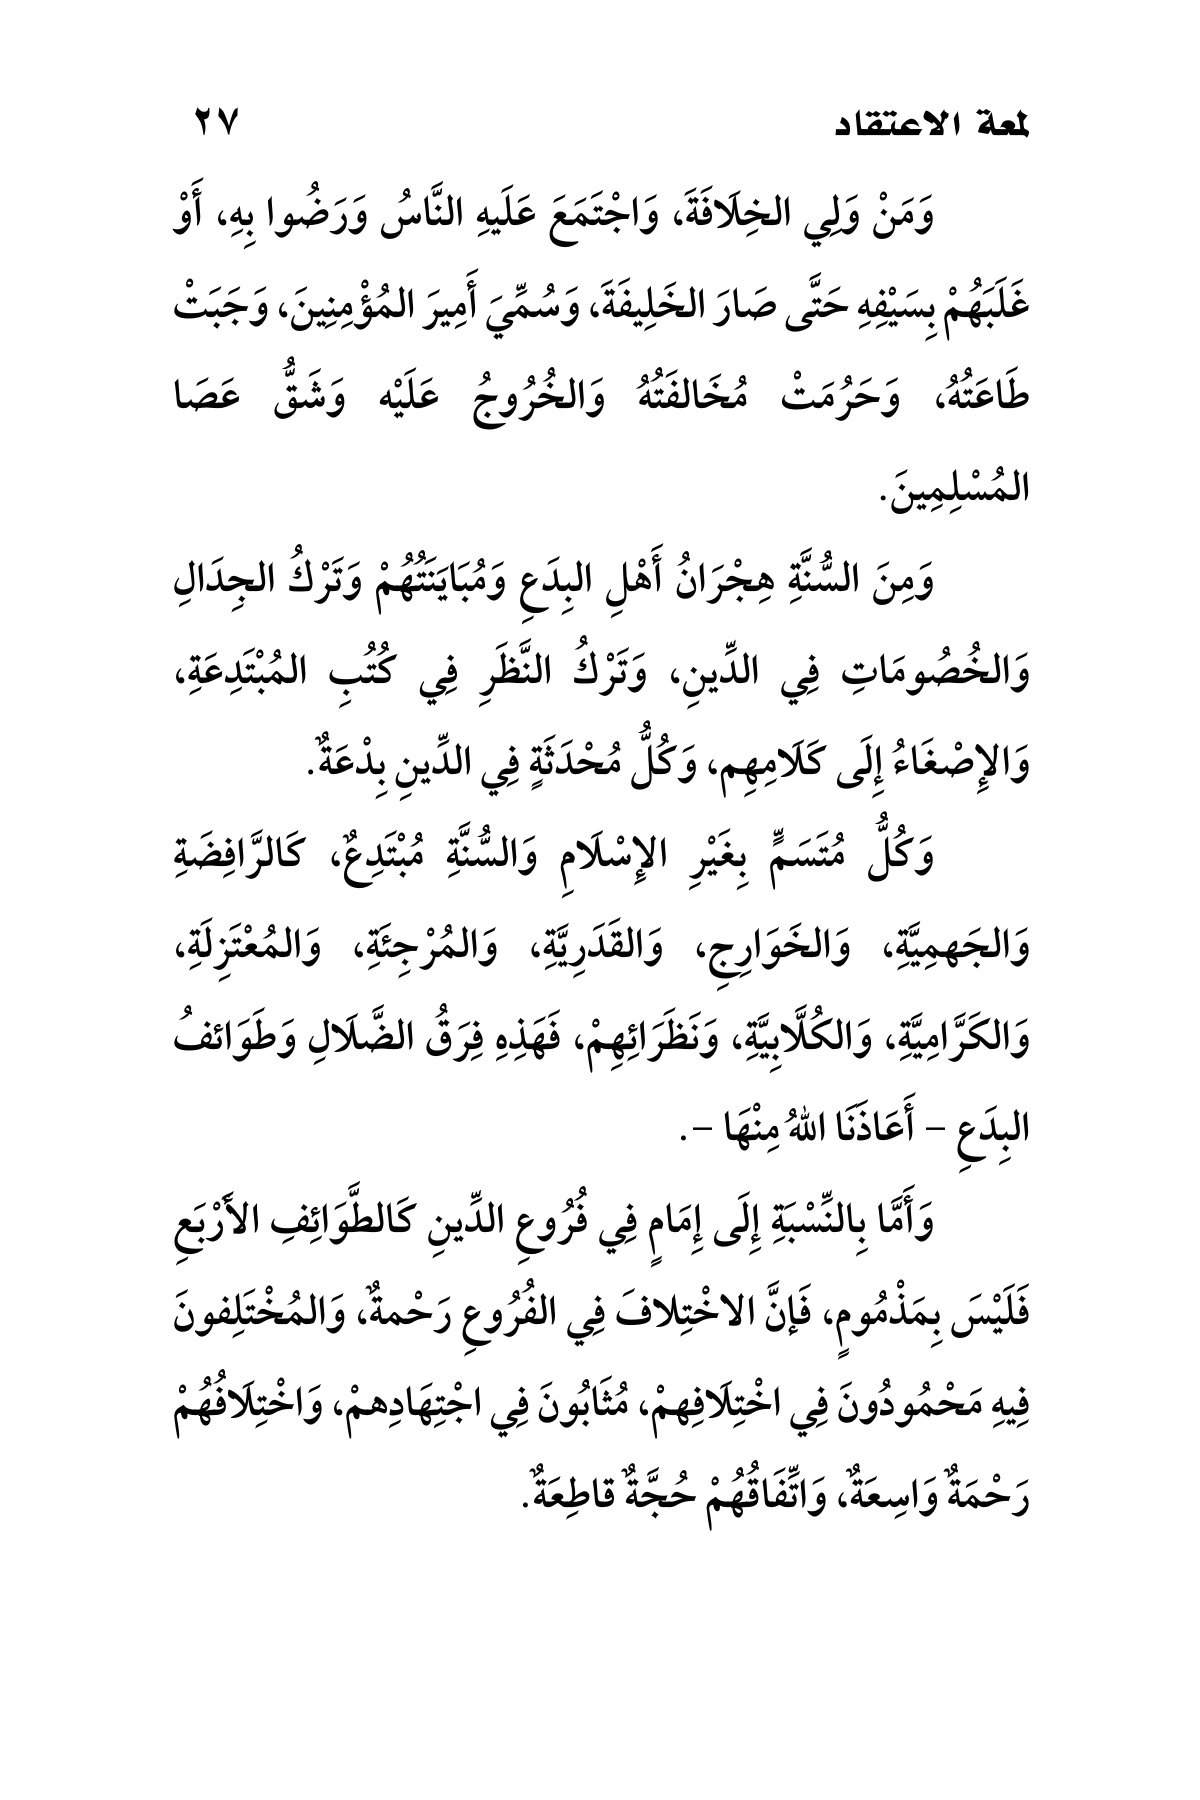 لمعة الاعتقاد ٢٧
وَمَنْ وَلِي الخِلَافَةَ، وَاجْتَمَعَ عَلَيهِ النَّاسُ وَرَضُوا بِهِ، أَوْ
غَلَبَهُمْ بِسَيْفِهِ حَتَّى صَارَ الخَلِيفَةَ، وَسُمِّيَ أَمِيرَ المُؤْمِنِينَ، وَجَبَتْ
طَاعَتُهُ، وَحَرُمَتْ مُخَالفَتُهُ وَالخُرُوجُ عَلَيْه وَشَقُّ عَصَا
المُسْلِمِينَ.
وَمِنَ السُّنَّةِ هِجْرَانُ أَهْلِ البِدَعِ وَمُبَايَنَتُهُمْ وَتَرْكُ الجِدَالِ
وَالخُصُومَاتِ فِي الدِّينِ، وَتَرْكُ النَّظَرِ فِي كُتُبِ المُبْتَدِعَةِ،
وَالإِصْغَاءُ إِلَى كَلَامِهِم، وَكُلُّ مُحْدَثَةٍ فِي الدِّينِ بِدْعَةٌ.
وَكُلُّ مُتَسَمٍّ بِغَيْرِ الإِسْلَامِ وَالسُّنَّةِ مُبْتَدِعٌ، كَالرَّافِضَةِ
وَالجَهمِيَّةِ، وَالخَوَارِجِ، وَالقَدَرِيَّةِ، وَالمُرْجِئَةِ، وَالمُعْتَزِلَةِ،
وَالكَرَّامِيَّةِ، وَالكُلَّابِيَّةِ، وَنَظَرَائِهِمْ، فَهَذِهِ فِرَقُ الضَّلَالِ وَطَوَائفُ
البِدَعِ – أَعَاذَنَا اللهُ مِنْهَا –.
وَأَمَّا بِالنِّسْبَةِ إِلَى إِمَامٍ فِي فُرُوعِ الدِّينِ كَالطَّوَائِفِ الأَرْبَعِ
فَلَيْسَ بِمَذْمُومٍ، فَإنَّ الاخْتِلافَ فِي الفُرُوعِ رَحْمةٌ، وَالمُخْتَلِفونَ
فِيهِ مَحْمُودُونَ فِي اخْتِلَافِهمْ، مُثَابُونَ فِي اجْتِهَادِهمْ، وَاخْتِلَافُهُمْ
رَحْمَةٌ وَاسِعَةٌ، وَاتِّفَاقُهُمْ حُجَّةٌ قاطِعَةٌ.